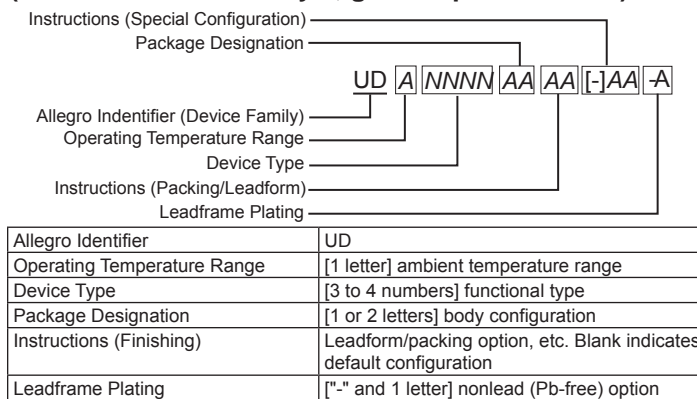 Instructions (Special Configuration)
Package Designation
UD A NNNN AA AA [-]AA -A
Allegro Indentifier (Device Family)
Operating Temperature Range
Device Type
Instructions (Packing/Leadform)
Leadframe Plating
Allegro Identifier UD
Operating Temperature Range [1 letter] ambient temperature range
Device Type [3 to 4 numbers] functional type
Package Designation [1 or 2 letters] body configuration
Instructions (Finishing) Leadform/packing option, etc. Blank indicates
default configuration
Leadframe Plating ["-" and 1 letter] nonlead (Pb-free) option